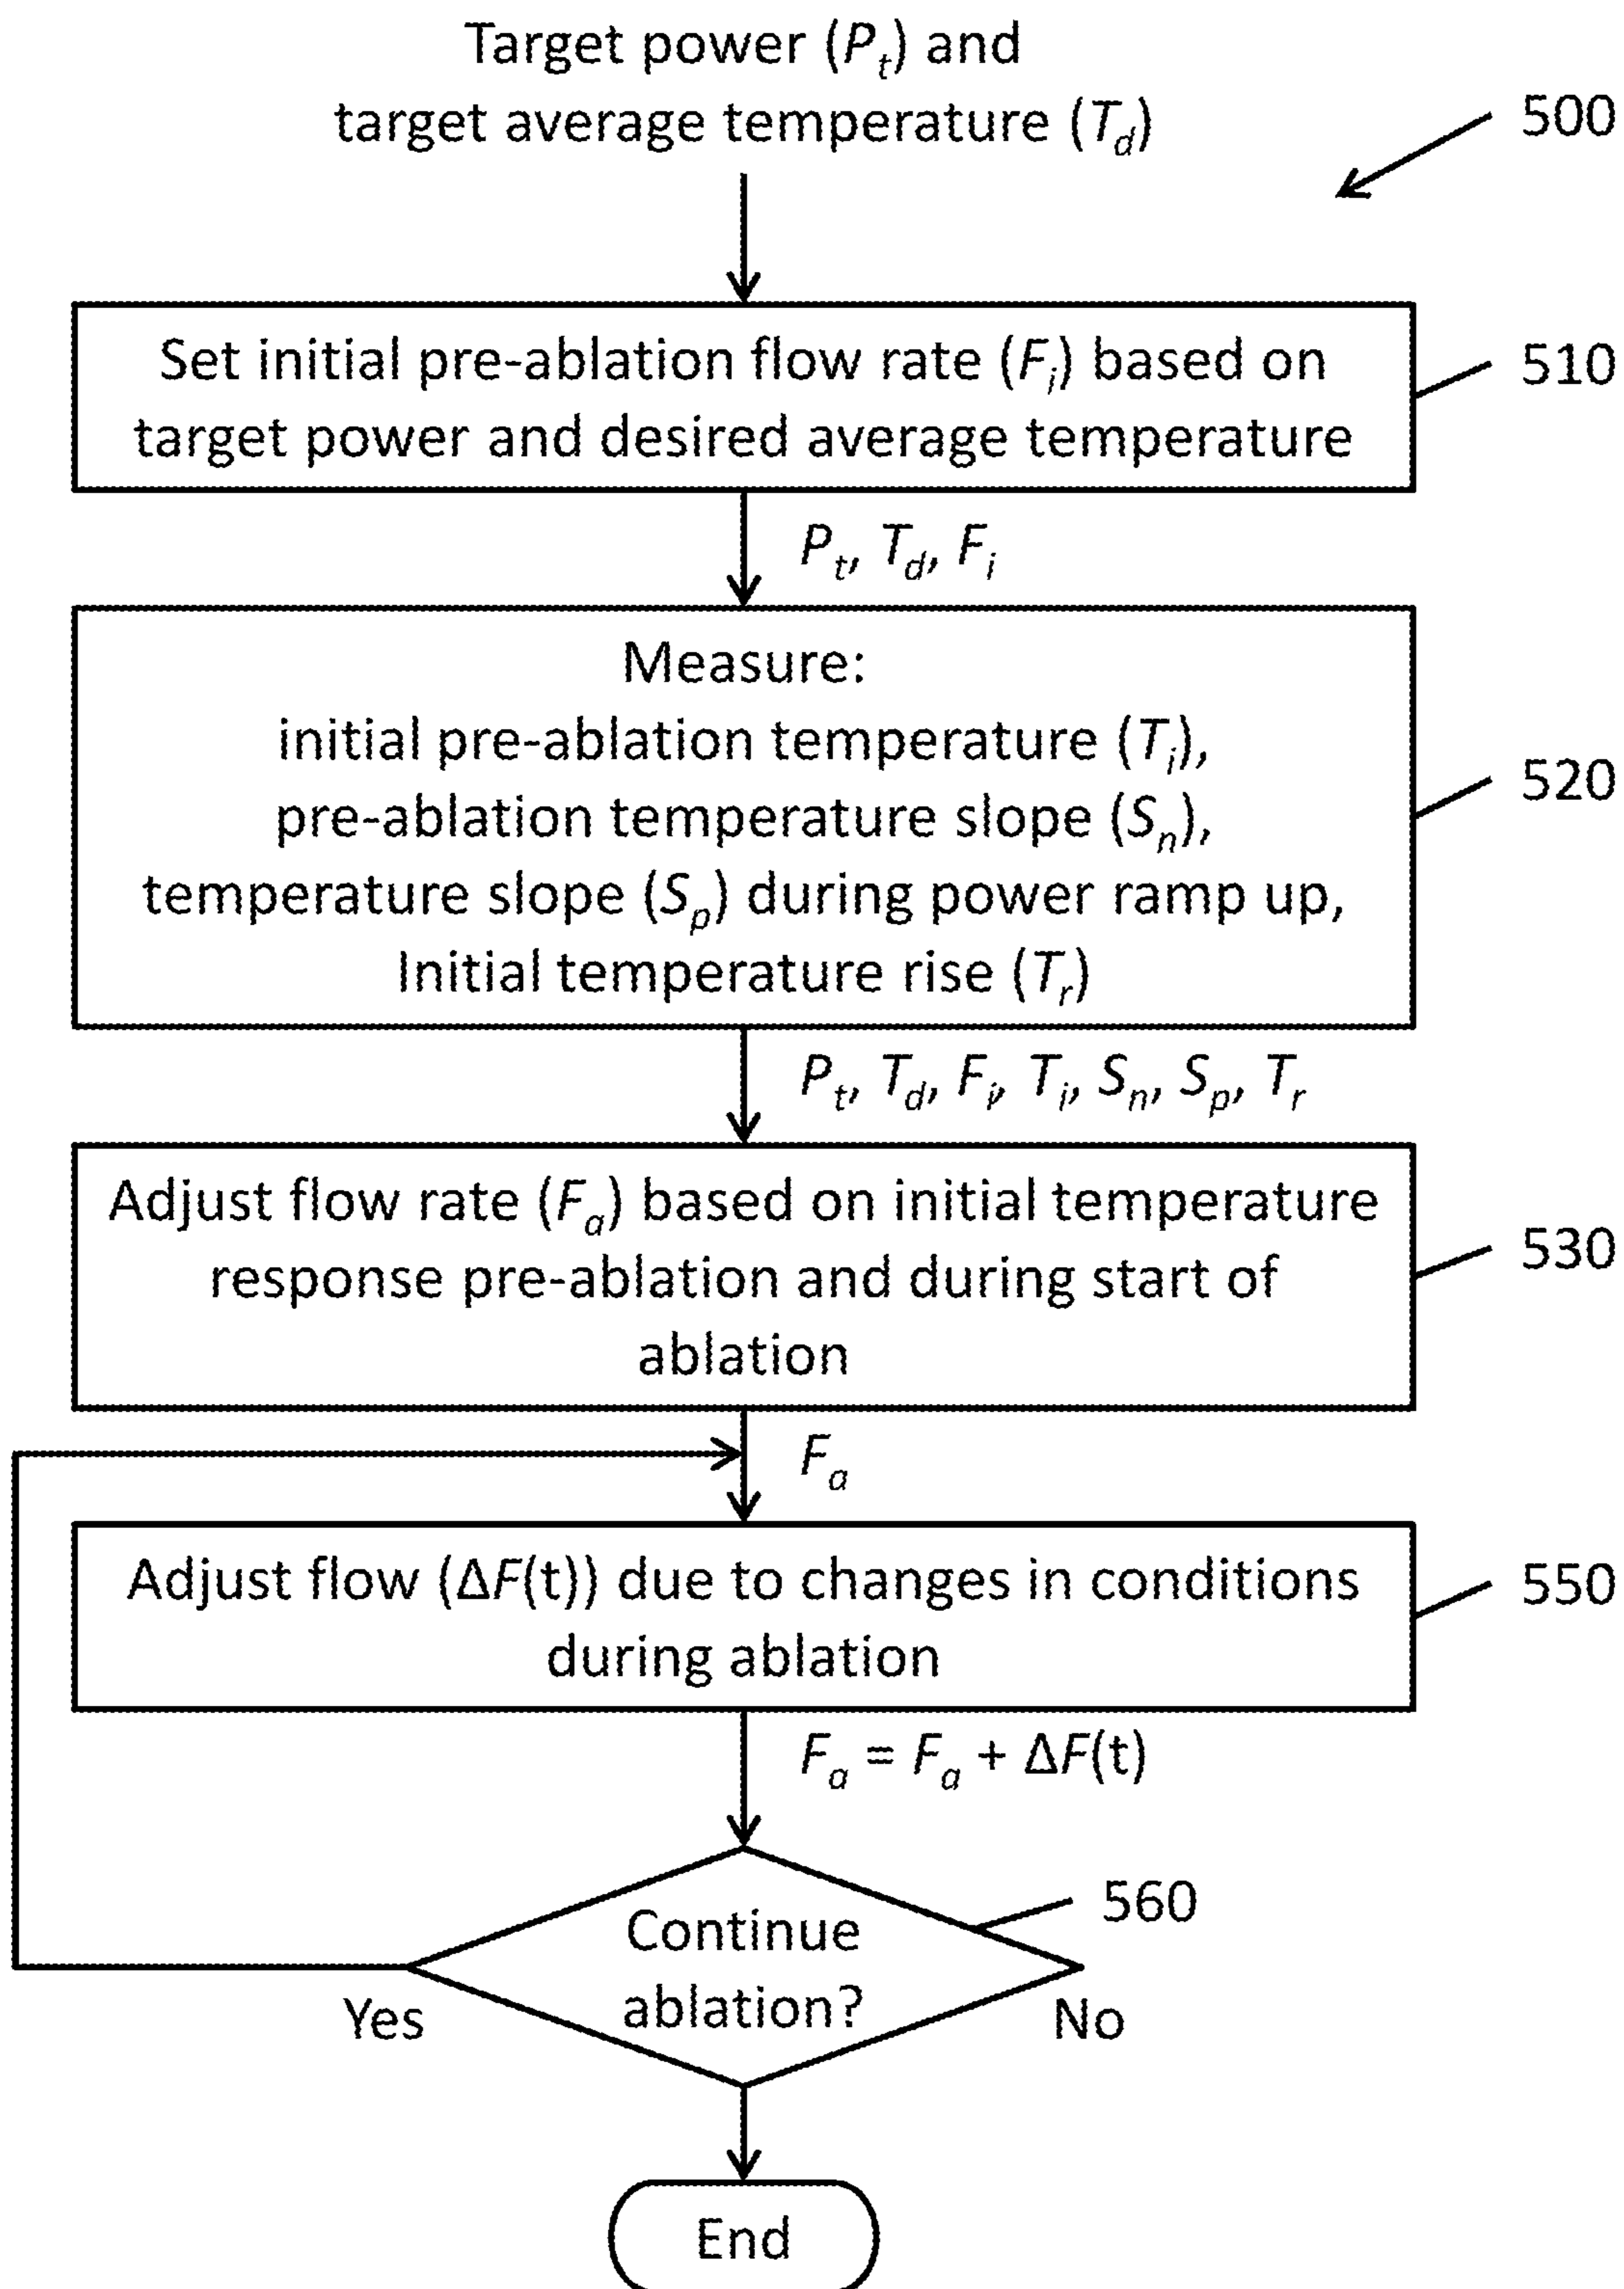 Target power (Pt) and
target average temperature (Td)
500
Set initial pre-ablation flow rate (Fi) based on
target power and desired average temperature
510
Pt, Td, Fi
Measure:
initial pre-ablation temperature (Ti),
pre-ablation temperature slope (Sn),
temperature slope (Sp) during power ramp up,
Initial temperature rise (Tr)
520
Pt, Td, Fi, Ti, Sn, Sp, Tr
Adjust flow rate (Fa) based on initial temperature
response pre-ablation and during start of
ablation
530
Fa
Adjust flow (ΔF(t)) due to changes in conditions
during ablation
550
Fa = Fa + ΔF(t)
Continue
ablation?
560
Yes
No
End